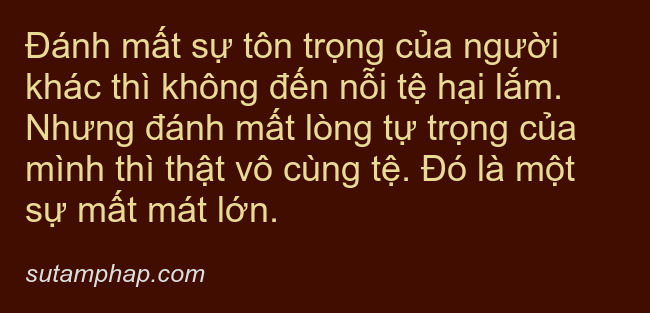 Đánh mất sự tôn trọng của người
khác thì không đến nỗi tệ hại lắm.
Nhưng đánh mất lòng tự trọng của
mình thì thật vô cùng tệ. Đó là một
sự mất mát lớn.
sutamphap.com